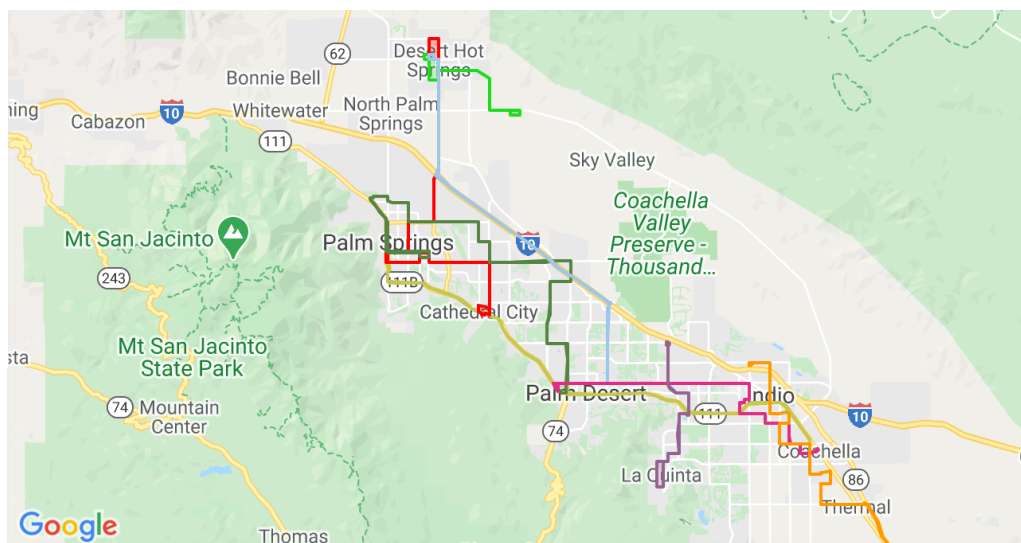 62
Desert Hot
Springs
Bonnie Bell
ning
Cabazon
10
Whitewater
North Palm
Springs
111
Sky Valley
Coachella
Valley
Preserve -
Thousand...
Mt San Jacinto
Palm Springs
10
243
111B
Cathedral City
Mt San Jacinto
State Park
sta
74
Mountain
Center
Palm Desert
111
Indio
10
74
Coachella
La Quinta
86
Thermal
Google
Thomas